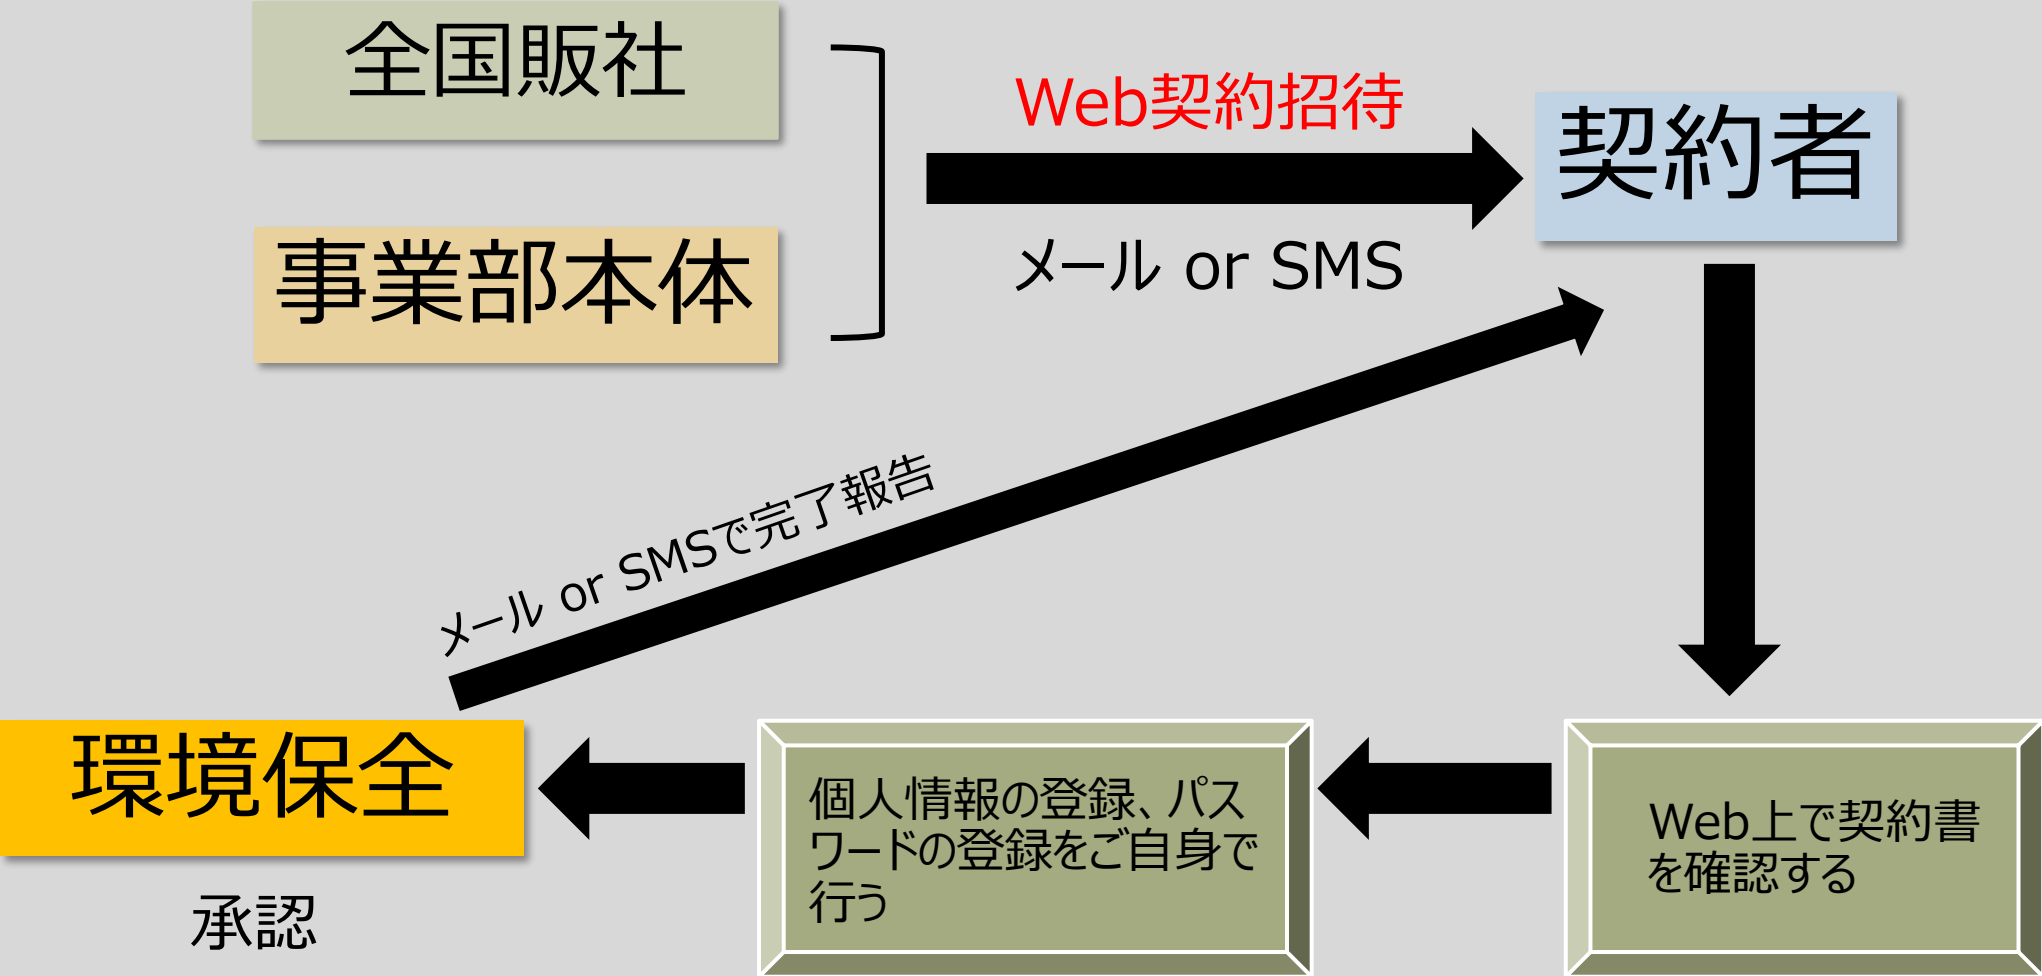 全国販社
事業部本体
Web契約招待
メール or SMS
契約者
メール or SMSで完了報告
環境保全
承認
個人情報の登録、パス
ワードの登録をご自身で
行う
Web上で契約書
を確認する